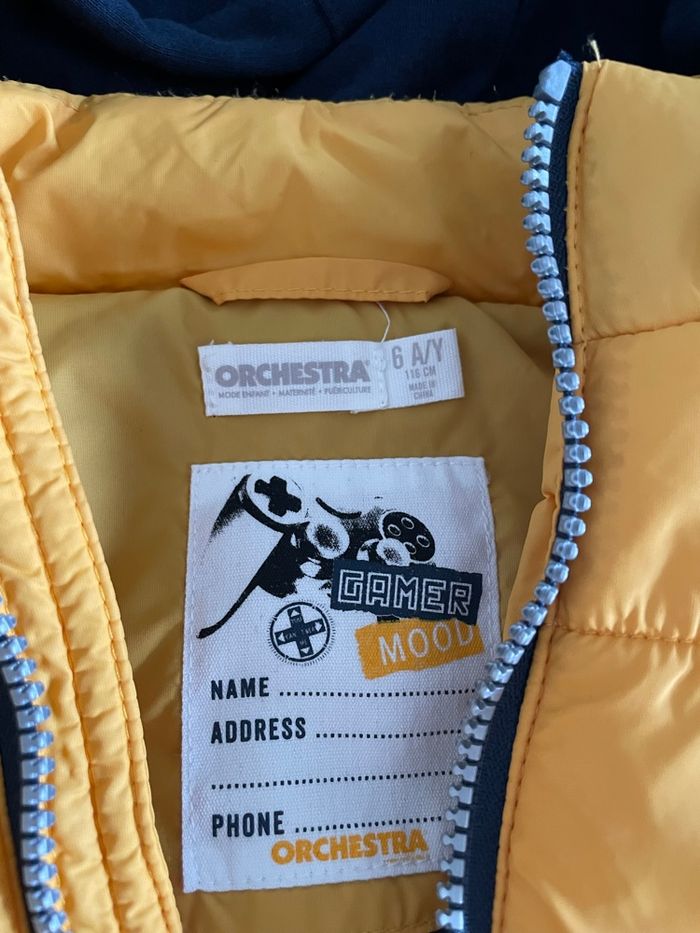 ORCHESTRA®
MODE ENFANT • MATERNITÉ • PUÉRICULTURE
6 A/Y
116 CM
MADE IN
CHINA
GAMER
MOOD
NAME ....................
ADDRESS ....................
PHONE ....................
ORCHESTRA